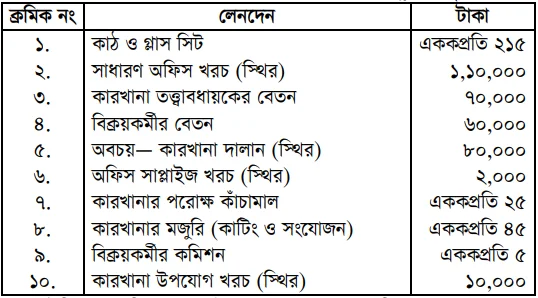 ক্রমিক নং লেনদেন টাকা
১. কাঠ ও গ্লাস সিট এককপ্রতি ২১৫
২. সাধারণ অফিস খরচ (স্থির) ১,১০,০০০
৩. কারখানা তত্ত্বাবধায়কের বেতন ৭০,০০০
৪. বিক্রয়কর্মীর বেতন ৬০,০০০
৫. অবচয়— কারখানা দালান (স্থির) ৮০,০০০
৬. অফিস সাপ্লাইজ খরচ (স্থির) ২,০০০
৭. কারখানার পরোক্ষ কাঁচামাল এককপ্রতি ২৫
৮. কারখানার মজুরি (কাটিং ও সংযোজন) এককপ্রতি ৪৫
৯. বিক্রয়কর্মীর কমিশন এককপ্রতি ৫
১০. কারখানা উপযোগ খরচ (স্থির) ১০,০০০